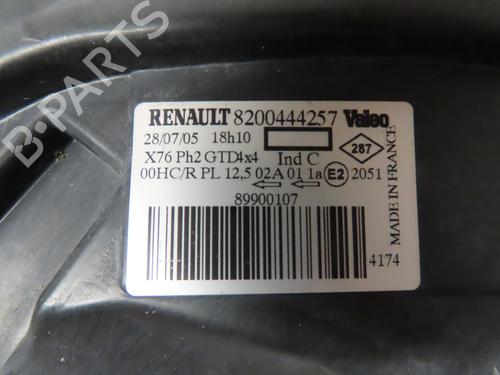 RENAULT 8200444257 Valeo
28/07/05 18h10
287
X76 Ph2 GTD4x4 Ind C
00HC/R PL 12,5 02A 01 1a E2 2051
89900107
4174
MADE IN FRANCE
B-Parts